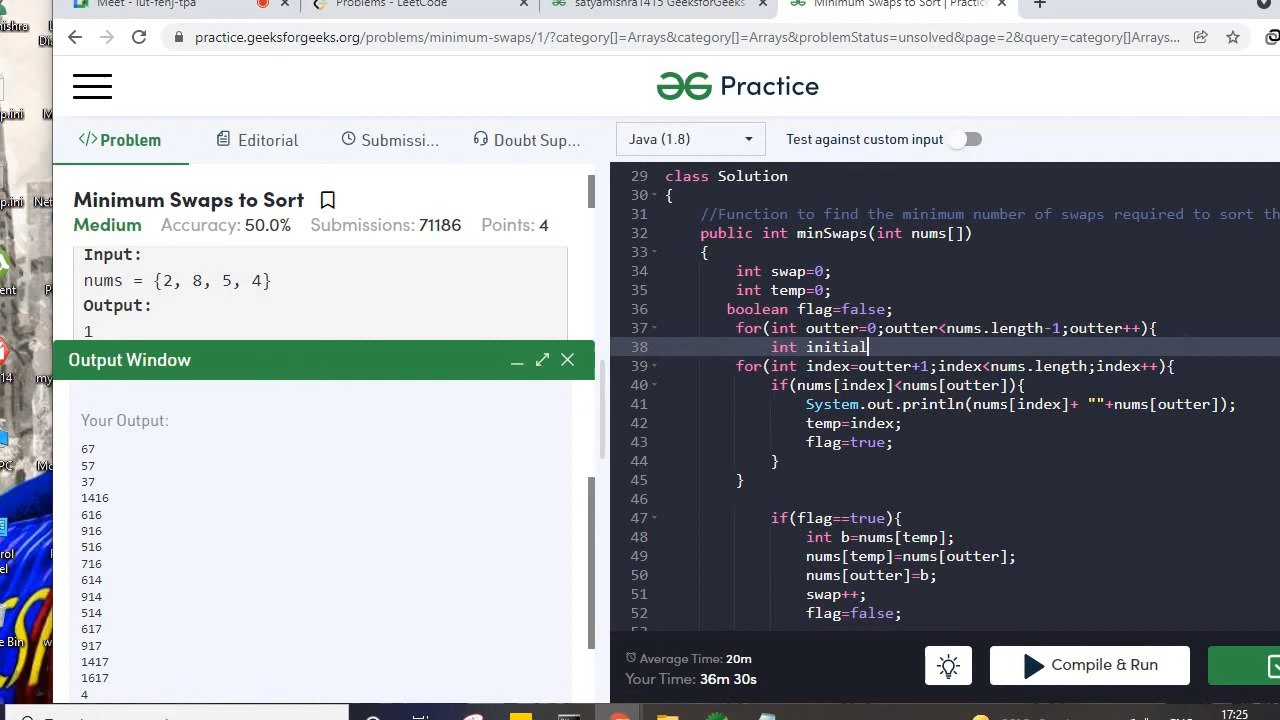 Meet - iut-fenj-tpa
Problems - LeetCode
satyamishra1415 GeeksforGeeks
Minimum Swaps to Sort | Practice
practice.geeksforgeeks.org/problems/minimum-swaps/1/?category[]=Arrays&category[]=Arrays&problemStatus=unsolved&page=2&query=category[]Arrays...
Practice
</>Problem
Editorial
Submissi...
Doubt Sup...
Java (1.8)
Test against custom input
Minimum Swaps to Sort
Medium Accuracy: 50.0% Submissions: 71186 Points: 4
Input:
nums = {2, 8, 5, 4}
Output:
1
Output Window
Your Output:
67
57
37
1416
616
916
516
716
614
914
514
617
917
1417
1617
4
29 class Solution
30 {
31 //Function to find the minimum number of swaps required to sort th
32 public int minSwaps(int nums[])
33 {
34 int swap=0;
35 int temp=0;
36 boolean flag=false;
37 for(int outter=0;outter<nums.length-1;outter++){
38 int initial
39 for(int index=outter+1;index<nums.length;index++){
40 if(nums[index]<nums[outter]){
41 System.out.println(nums[index]+ ""+nums[outter]);
42 temp=index;
43 flag=true;
44 }
45 }
46
47 if(flag==true){
48 int b=nums[temp];
49 nums[temp]=nums[outter];
50 nums[outter]=b;
51 swap++;
52 flag=false;
Average Time: 20m
Your Time: 36m 30s
Compile & Run
17:25